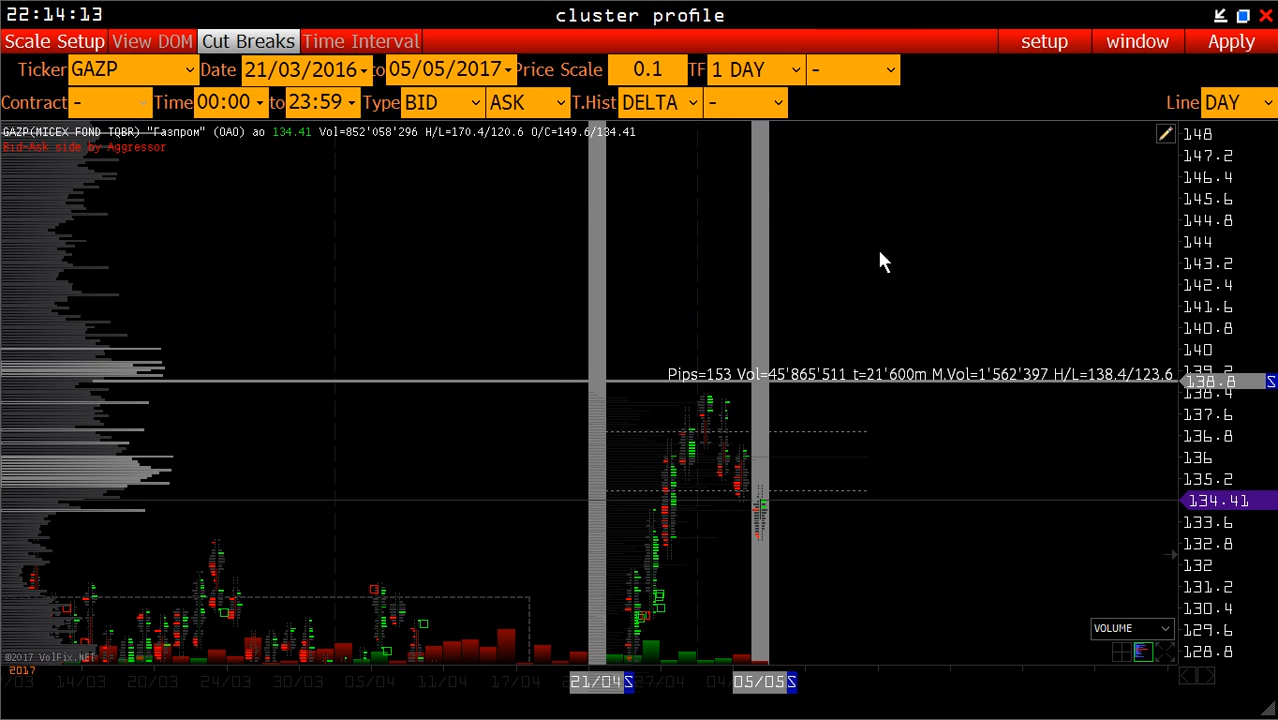 22:14:13 cluster profile
Scale Setup View DOM Cut Breaks Time Interval setup window Apply
Ticker GAZP Date 21/03/2016 to 05/05/2017 Price Scale 0.1 TF 1 DAY -
Contract - Time 00:00 to 23:59 Type BID ASK T.Hist DELTA - Line DAY
GAZP(MICEX FOND TQBR) "Газпром" (ОАО) ао 134.41 Vol=852'058'296 H/L=170.4/120.6 O/C=149.6/134.41
Bid-Ask side by Aggressor
148
147.2
146.4
145.6
144.8
144
143.2
142.4
141.6
140.8
140
139.2
Pips=153 Vol=45'865'511 t=21'600m M.Vol=1'562'397 H/L=138.4/123.6
138.8 S
138.4
137.6
136.8
136
135.2
134.41
133.6
132.8
132
131.2
130.4
129.6
128.8
VOLUME
©2017 VolFix.NET
2017
/03 14/03 20/03 24/03 30/03 05/04 11/04 17/04 21/04 S 27/04 04 05/05 S